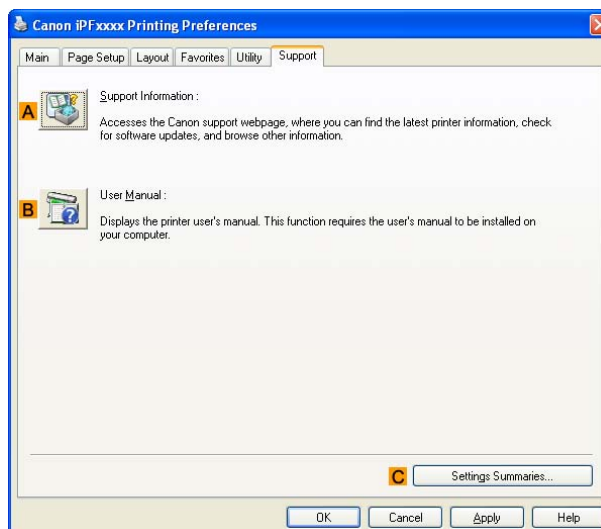 Canon iPFxxxx Printing Preferences
Main Page Setup Layout Favorites Utility Support
A
Support Information :
Accesses the Canon support webpage, where you can find the latest printer information, check
for software updates, and browse other information.
B
User Manual :
Displays the printer user's manual. This function requires the user's manual to be installed on
your computer.
C Settings Summaries...
OK Cancel Apply Help